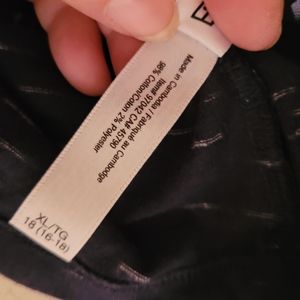 Made in Cambodia / Fabriqué au Cambodge
Item# 97042 CA# 45790
98% Cotton/Coton 2% Polyester
XL/TG
18 (16-18)